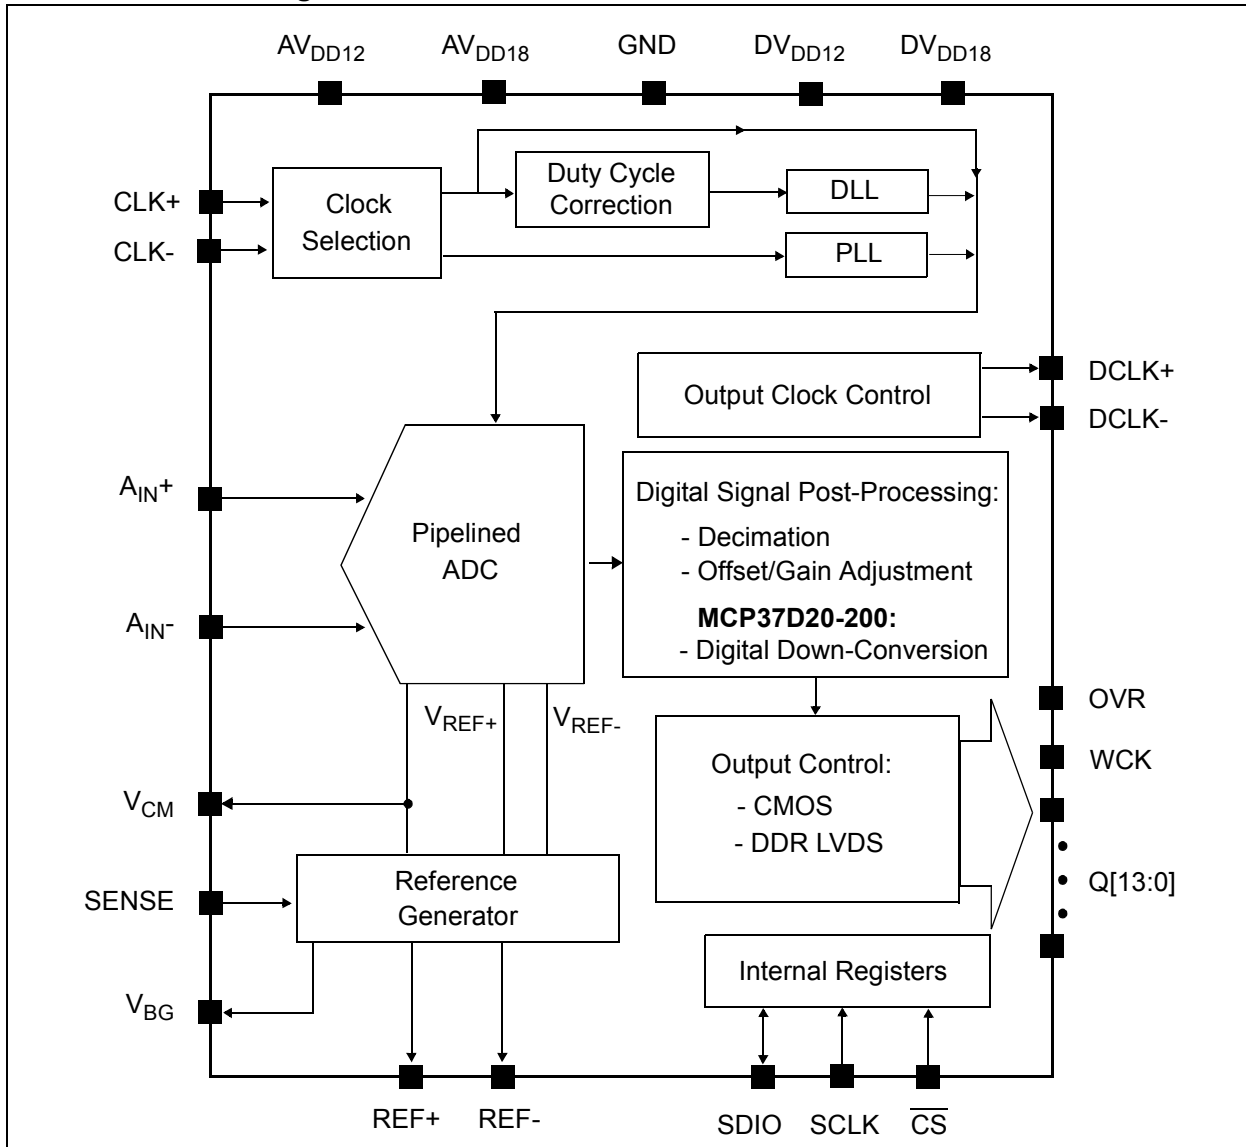 AVDD12 AVDD18 GND DVDD12 DVDD18
CLK+
CLK-
Clock
Selection
Duty Cycle
Correction
DLL
PLL
Output Clock Control
DCLK+
DCLK-
AIN+
AIN-
Pipelined
ADC
Digital Signal Post-Processing:
- Decimation
- Offset/Gain Adjustment
MCP37D20-200:
- Digital Down-Conversion
VREF+ VREF-
OVR
WCK
Q[13:0]
Output Control:
- CMOS
- DDR LVDS
VCM
SENSE
VBG
Reference
Generator
Internal Registers
REF+ REF- SDIO SCLK C̅S̅